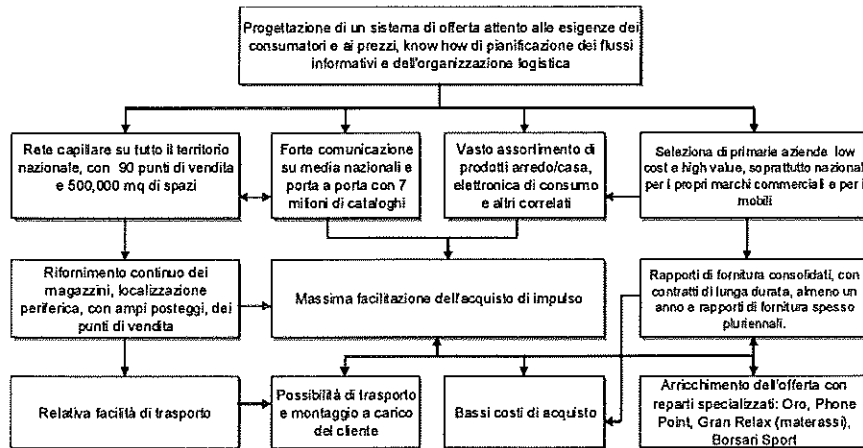 Progettazione di un sistema di offerta attento alle esigenze dei
consumatori e ai prezzi, know how di pianificazione dei flussi
informativi e dell'organizzazione logistica
Rete capillare su tutto il territorio
nazionale, con 90 punti di vendita
e 500,000 mq di spazi
Forte comunicazione
su media nazionali e
porta a porta con 7
milioni di cataloghi
Vasto assortimento di
prodotti arredo/casa,
elettronica di consumo
e altri correlati
Seleziona di primarie aziende low
cost e high value, soprattutto nazionali
per i propri marchi commerciali e per i
mobili
Rifornimento continuo dei
magazzini, localizzazione
periferica, con ampi posteggi, dei
punti di vendita
Massima facilitazione dell'acquisto di impulso
Rapporti di fornitura consolidati, con
contratti di lunga durata, almeno un
anno e rapporti di fornitura spesso
pluriennali.
Relativa facilità di trasporto
Possibilità di trasporto
e montaggio a carico
del cliente
Bassi costi di acquisto
Arricchimento dell'offerta con
reparti specializzati: Oro, Phone
Point, Gran Relax (materassi),
Borsari Sport